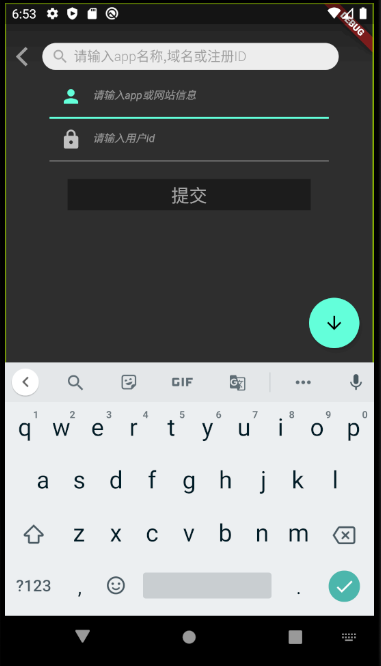 6:53
DEBUG
请输入app名称,域名或注册ID
请输入app或网站信息
请输入用户id
提交
GIF
1 2 3 4 5 6 7 8 9 0
q w e r t y u i o p
a s d f g h j k l
z x c v b n m
?123 , .